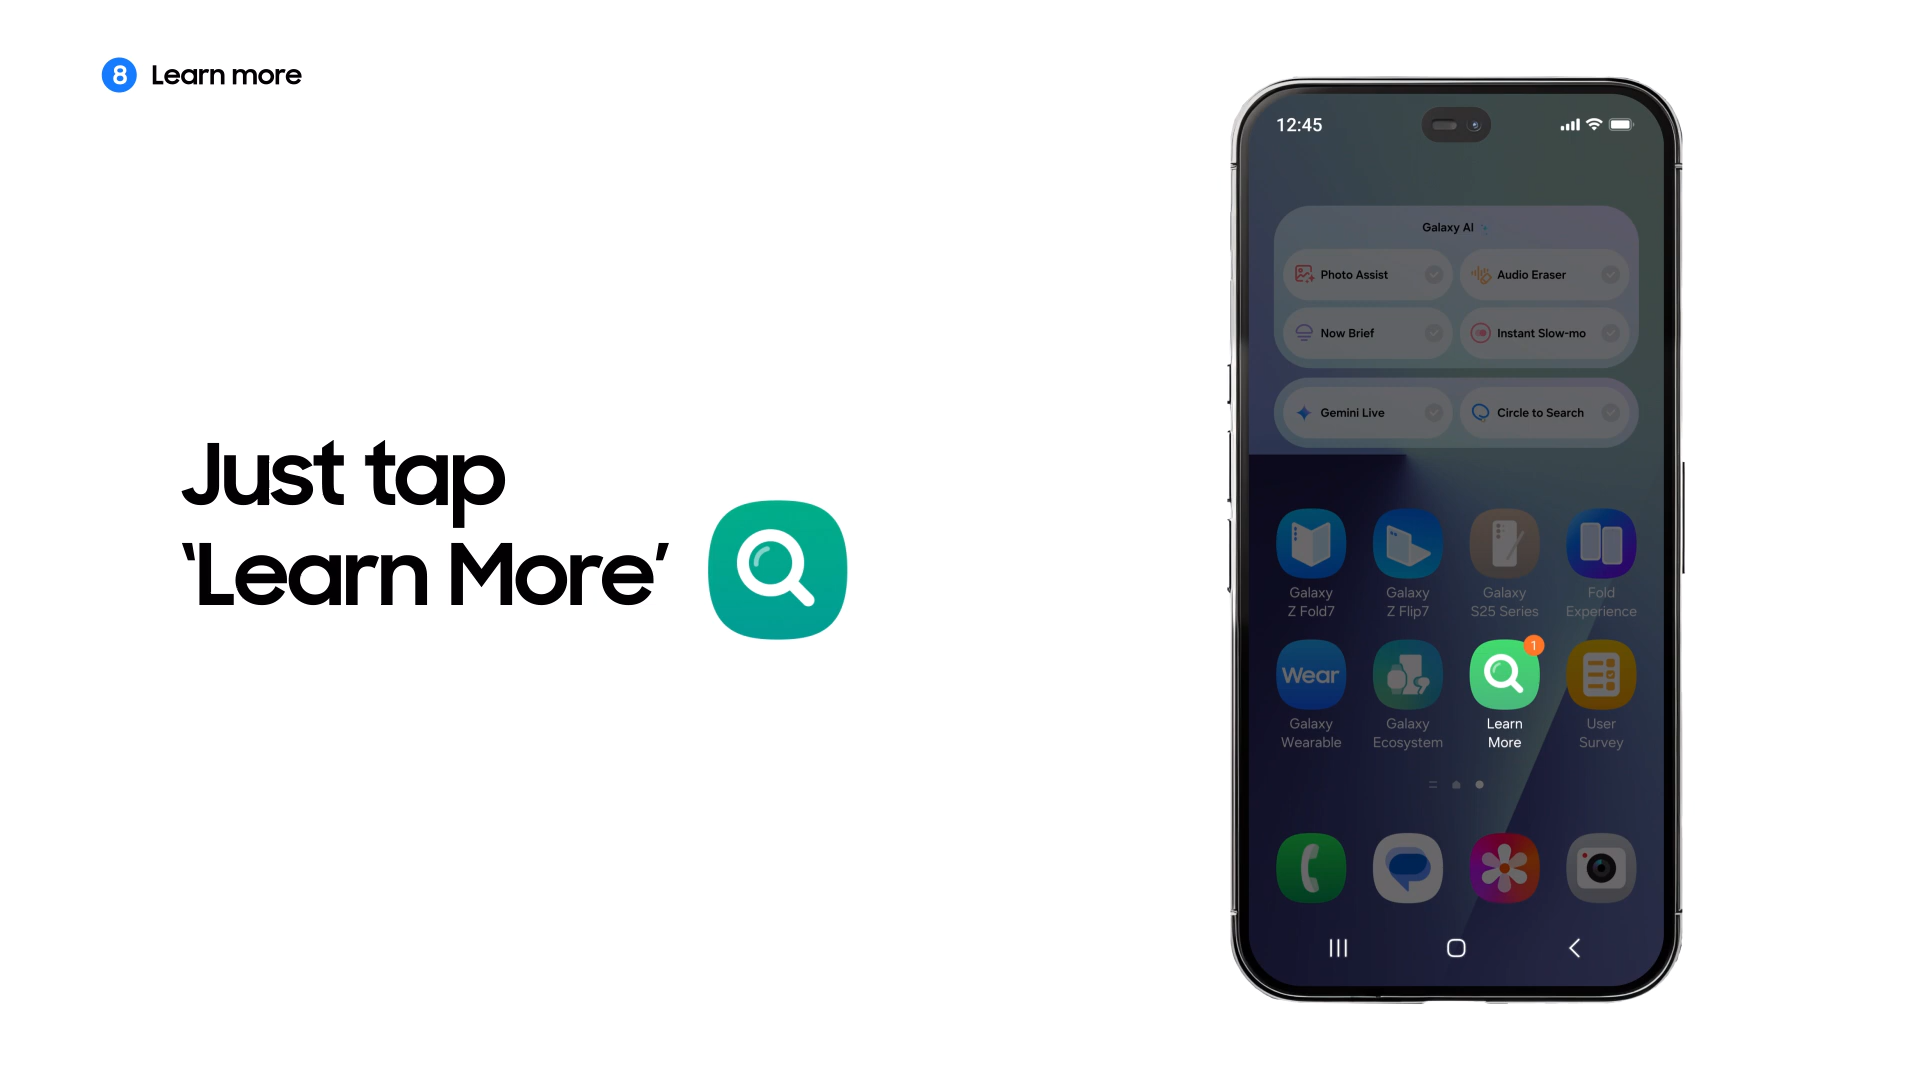 8 Learn more
Just tap
‘Learn More’
12:45
Galaxy AI
Photo Assist
Audio Eraser
Now Brief
Instant Slow-mo
Gemini Live
Circle to Search
Galaxy
Z Fold7
Galaxy
Z Flip7
Galaxy
S25 Series
Fold
Experience
Wear
Galaxy
Wearable
Galaxy
Ecosystem
1
Learn
More
User
Survey